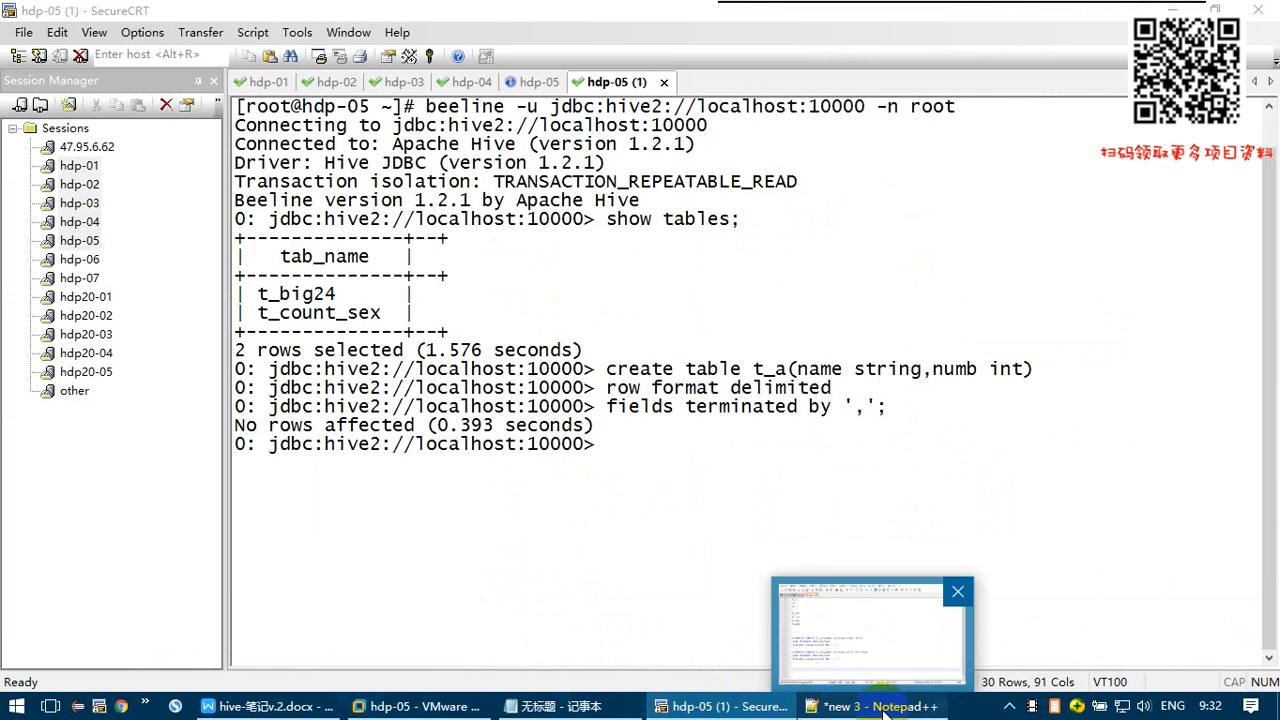 hdp-05 (1) - SecureCRT
File Edit View Options Transfer Script Tools Window Help
Enter host <Alt+R>
扫码领取更多项目资料
Session Manager
hdp-01 hdp-02 hdp-03 hdp-04 hdp-05 hdp-05 (1)
Sessions
47.95.6.62
hdp-01
hdp-02
hdp-03
hdp-04
hdp-05
hdp-06
hdp-07
hdp20-01
hdp20-02
hdp20-03
hdp20-04
hdp20-05
other
[root@hdp-05 ~]# beeline -u jdbc:hive2://localhost:10000 -n root
Connecting to jdbc:hive2://localhost:10000
Connected to: Apache Hive (version 1.2.1)
Driver: Hive JDBC (version 1.2.1)
Transaction isolation: TRANSACTION_REPEATABLE_READ
Beeline version 1.2.1 by Apache Hive
0: jdbc:hive2://localhost:10000> show tables;
+--------------+--+
| tab_name |
+--------------+--+
| t_big24 |
| t_count_sex |
+--------------+--+
2 rows selected (1.576 seconds)
0: jdbc:hive2://localhost:10000> create table t_a(name string,numb int)
0: jdbc:hive2://localhost:10000> row format delimited
0: jdbc:hive2://localhost:10000> fields terminated by ',';
No rows affected (0.393 seconds)
0: jdbc:hive2://localhost:10000>
Ready
30 Rows, 91 Cols VT100 CAP NUM
hive-笔记v.2.docx - ... hdp-05 - VMware ... 无标题 - 记事本 hdp-05 (1) - Secure... *new 3 - Notepad++ ENG 9:32